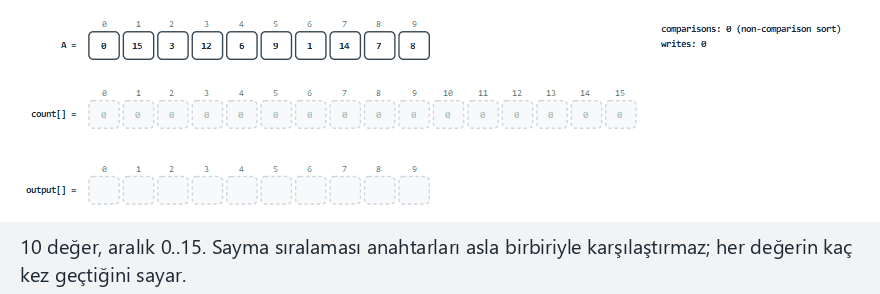 0 1 2 3 4 5 6 7 8 9
A = 0 15 3 12 6 9 1 14 7 8
comparisons: 0 (non-comparison sort)
writes: 0
0 1 2 3 4 5 6 7 8 9 10 11 12 13 14 15
count[] = 0 0 0 0 0 0 0 0 0 0 0 0 0 0 0 0
0 1 2 3 4 5 6 7 8 9
output[] =
10 değer, aralık 0..15. Sayma sıralaması anahtarları asla birbiriyle karşılaştırmaz; her değerin kaç
kez geçtiğini sayar.